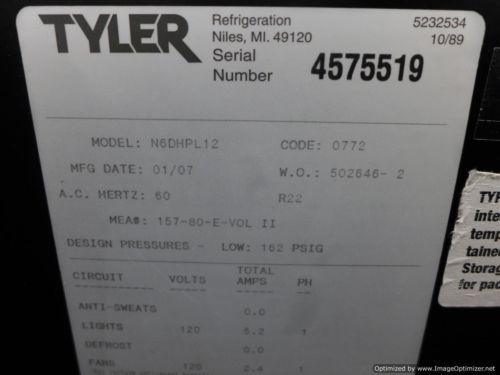 TYLER Refrigeration 5232534
Niles, MI. 49120 10/89
Serial
Number 4575519
MODEL: N6DHPL12 CODE: 0772
MFG DATE: 01/07 W.O.: 502646- 2
A.C. HERTZ: 60 R22
MEA#: 157-80-E-VOL II
DESIGN PRESSURES - LOW: 162 PSIG
CIRCUIT VOLTS TOTAL AMPS PH
ANTI-SWEATS 0.0
LIGHTS 120 5.2 1
DEFROST 0.0
FANS 120 2.4 1
TYP
inte
temp
taine
Storag
for pac
Optimized by www.ImageOptimizer.net